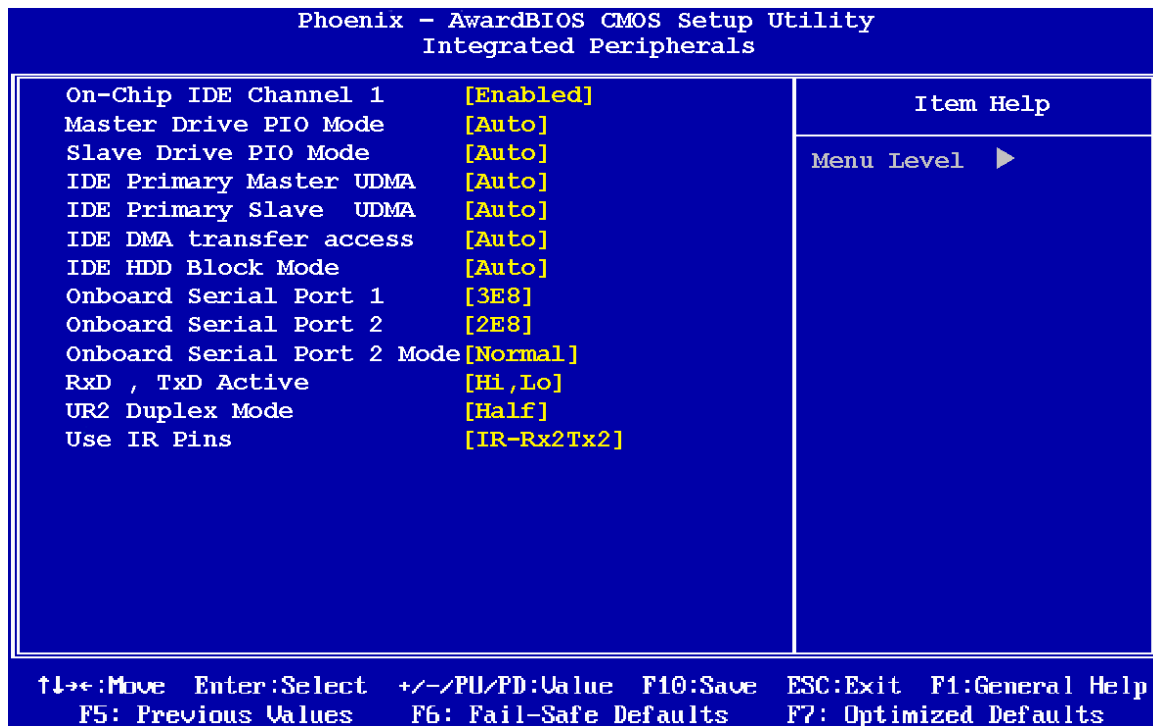 Phoenix – AwardBIOS CMOS Setup Utility
Integrated Peripherals
On-Chip IDE Channel 1 [Enabled]
Master Drive PIO Mode [Auto]
Slave Drive PIO Mode [Auto]
IDE Primary Master UDMA [Auto]
IDE Primary Slave UDMA [Auto]
IDE DMA transfer access [Auto]
IDE HDD Block Mode [Auto]
Onboard Serial Port 1 [3E8]
Onboard Serial Port 2 [2E8]
Onboard Serial Port 2 Mode[Normal]
RxD , TxD Active [Hi,Lo]
UR2 Duplex Mode [Half]
Use IR Pins [IR-Rx2Tx2]
Item Help
Menu Level ▶
↑↓→←:Move Enter:Select +/-/PU/PD:Value F10:Save ESC:Exit F1:General Help
F5: Previous Values F6: Fail-Safe Defaults F7: Optimized Defaults